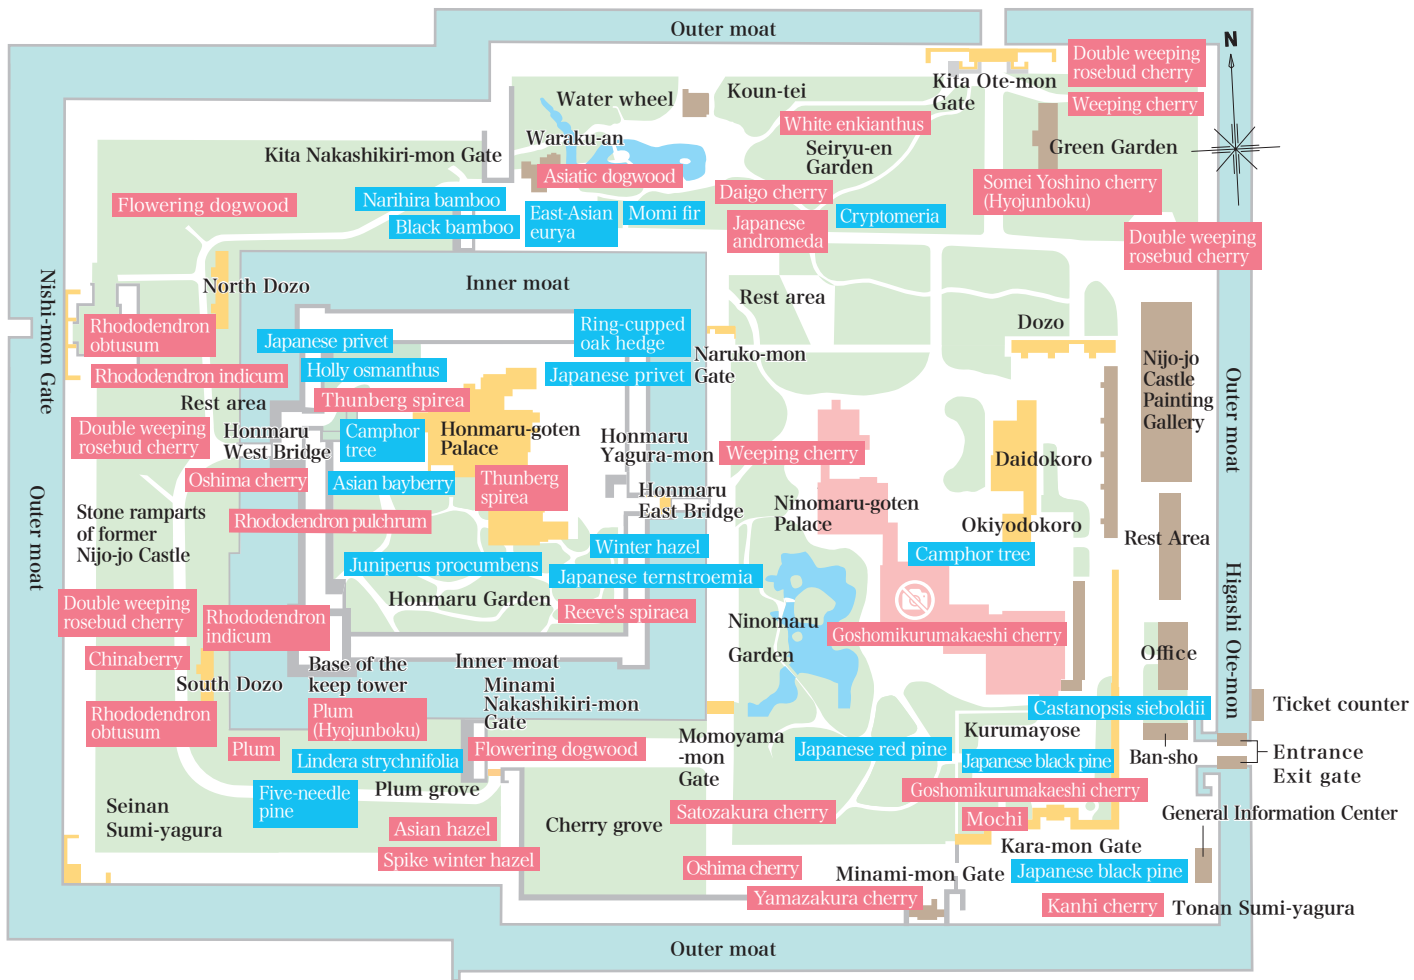 Outer moat
N
Double weeping
rosebud cherry
Kita Ote-mon
Gate
Weeping cherry
Water wheel
Koun-tei
White enkianthus
Waraku-an
Seiryu-en
Garden
Green Garden
Kita Nakashikiri-mon Gate
Asiatic dogwood
Daigo cherry
Somei Yoshino cherry
(Hyojunboku)
Flowering dogwood
Narihira bamboo
Black bamboo
East-Asian
eurya
Momi fir
Japanese
andromeda
Cryptomeria
Double weeping
rosebud cherry
Nishi-mon Gate
North Dozo
Inner moat
Rest area
Rhododendron
obtusum
Japanese privet
Ring-cupped
oak hedge
Dozo
Rhododendron indicum
Holly osmanthus
Japanese privet
Naruko-mon
Gate
Nijo-jo
Castle
Painting
Gallery
Outer moat
Rest area
Thunberg spirea
Double weeping
rosebud cherry
Honmaru
West Bridge
Camphor
tree
Honmaru-goten
Palace
Honmaru
Yagura-mon
Weeping cherry
Daidokoro
Oshima cherry
Asian bayberry
Thunberg
spirea
Honmaru
East Bridge
Ninomaru-goten
Palace
Okiyodokoro
Outer moat
Stone ramparts
of former
Nijo-jo Castle
Rhododendron pulchrum
Rest Area
Winter hazel
Camphor tree
Juniperus procumbens
Japanese ternstroemia
Higashi Ote-mon
Honmaru Garden
Reeve's spiraea
Double weeping
rosebud cherry
Rhododendron
indicum
Ninomaru
Garden
Goshomikurumakaeshi cherry
Chinaberry
Inner moat
Office
South Dozo
Base of the
keep tower
Minami
Nakashikiri-mon
Gate
Rhododendron
obtusum
Plum
(Hyojunboku)
Castanopsis sieboldii
Ticket counter
Plum
Lindera strychnifolia
Flowering dogwood
Momoyama
-mon
Gate
Japanese red pine
Kurumayose
Japanese black pine
Ban-sho
Entrance
Exit gate
Five-needle
pine
Plum grove
Goshomikurumakaeshi cherry
Seinan
Sumi-yagura
Asian hazel
Cherry grove
Satozakura cherry
Mochi
General Information Center
Spike winter hazel
Kara-mon Gate
Oshima cherry
Minami-mon Gate
Japanese black pine
Yamazakura cherry
Kanhi cherry
Tonan Sumi-yagura
Outer moat